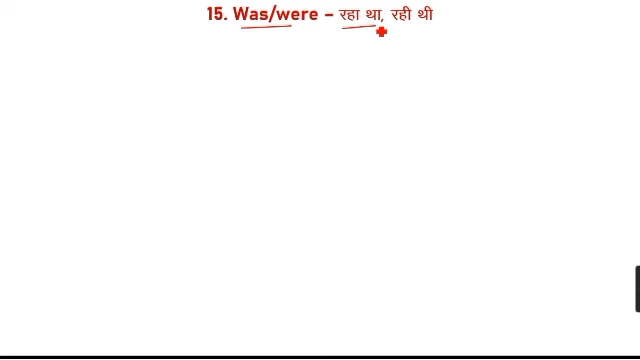 15. Was/were – रहा था, रही थी